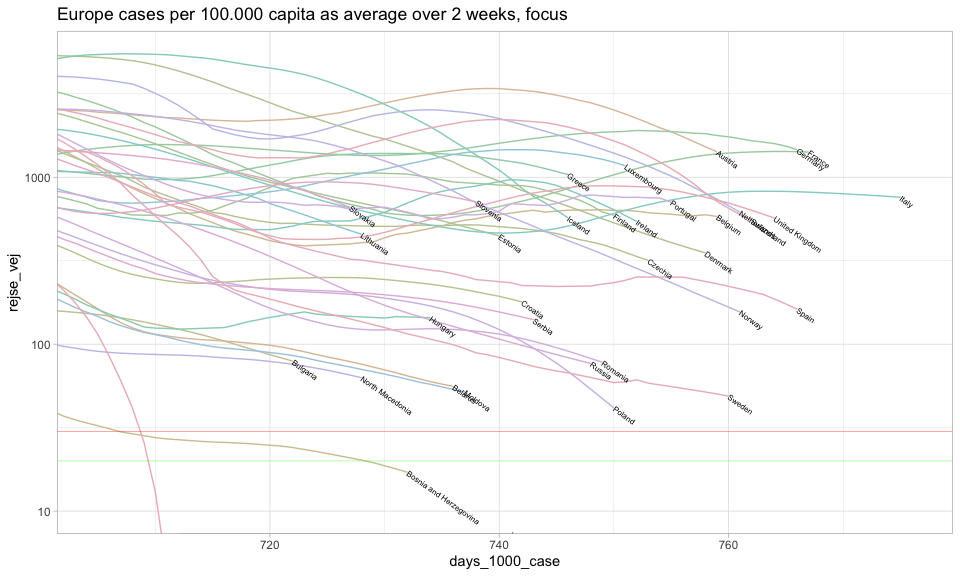 Europe cases per 100.000 capita as average over 2 weeks, focus
rejse_vej
1000
100
10
720
740
760
days_1000_case
Austria
France
Germany
Greece
Luxembourg
Italy
Slovakia
Slovenia
Portugal
Iceland
Finland
Ireland
Belgium
United Kingdom
Lithuania
Estonia
Denmark
Czechia
Croatia
Serbia
Norway
Spain
Hungary
Bulgaria
Romania
Russia
North Macedonia
Moldova
Sweden
Poland
Bosnia and Herzegovina